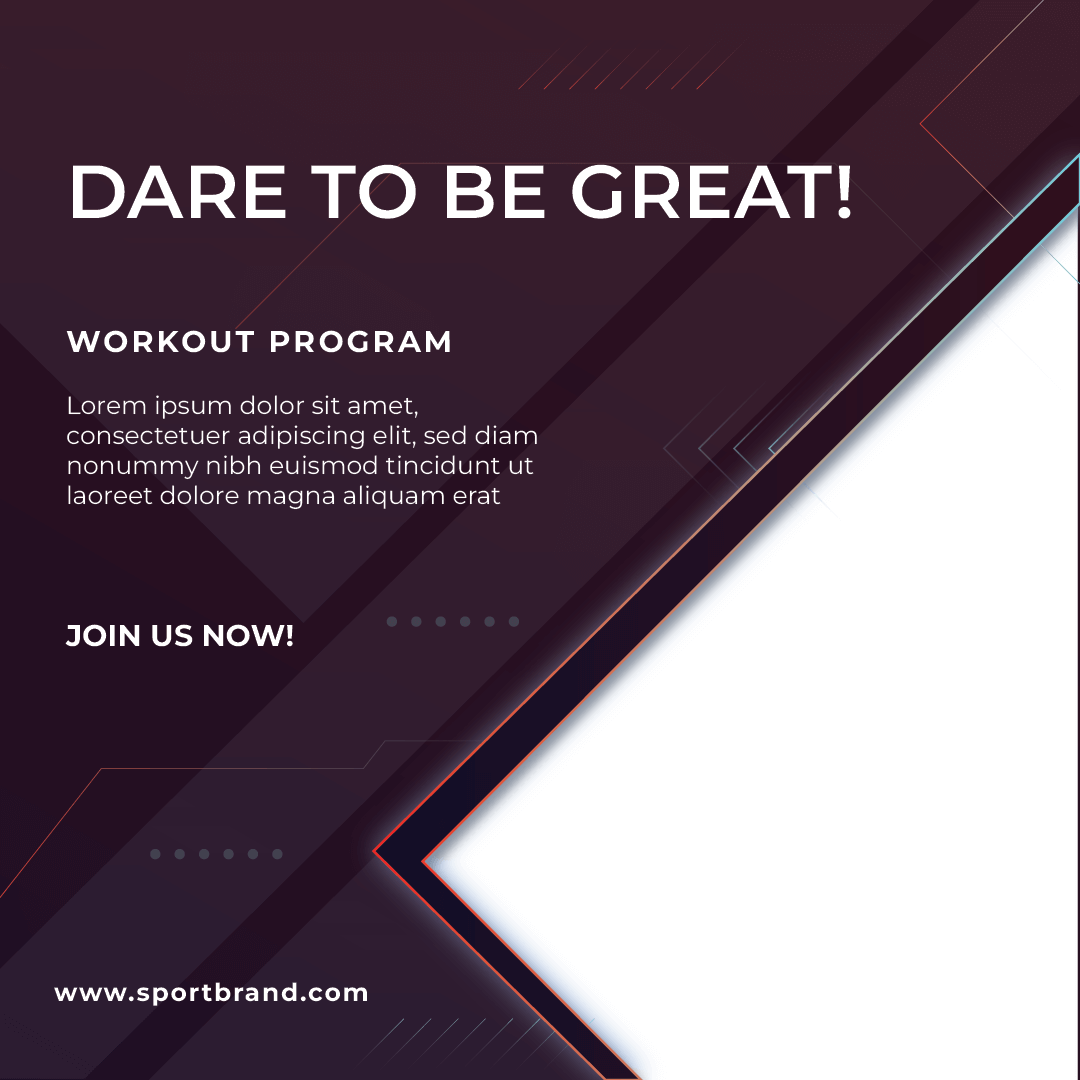 DARE TO BE GREAT!
WORKOUT PROGRAM
Lorem ipsum dolor sit amet,
consectetuer adipiscing elit, sed diam
nonummy nibh euismod tincidunt ut
laoreet dolore magna aliquam erat
JOIN US NOW!
www.sportbrand.com